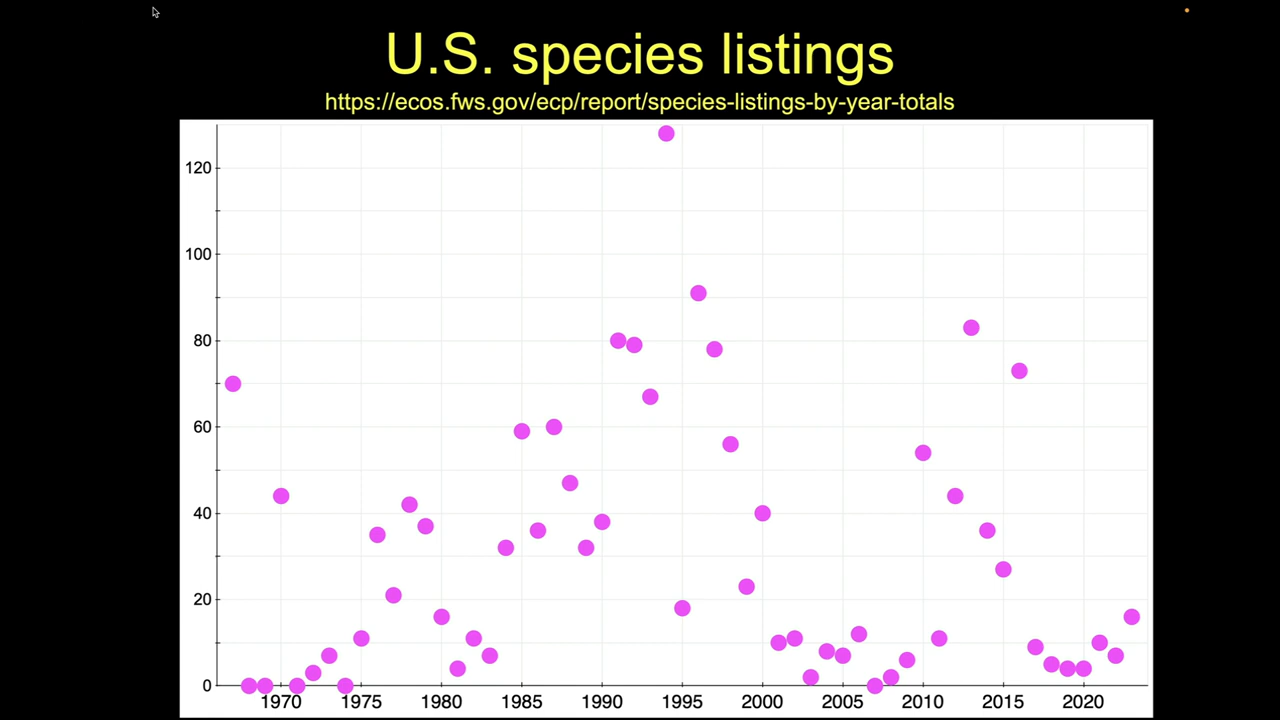 U.S. species listings
https://ecos.fws.gov/ecp/report/species-listings-by-year-totals
120
100
80
60
40
20
0
1970 1975 1980 1985 1990 1995 2000 2005 2010 2015 2020